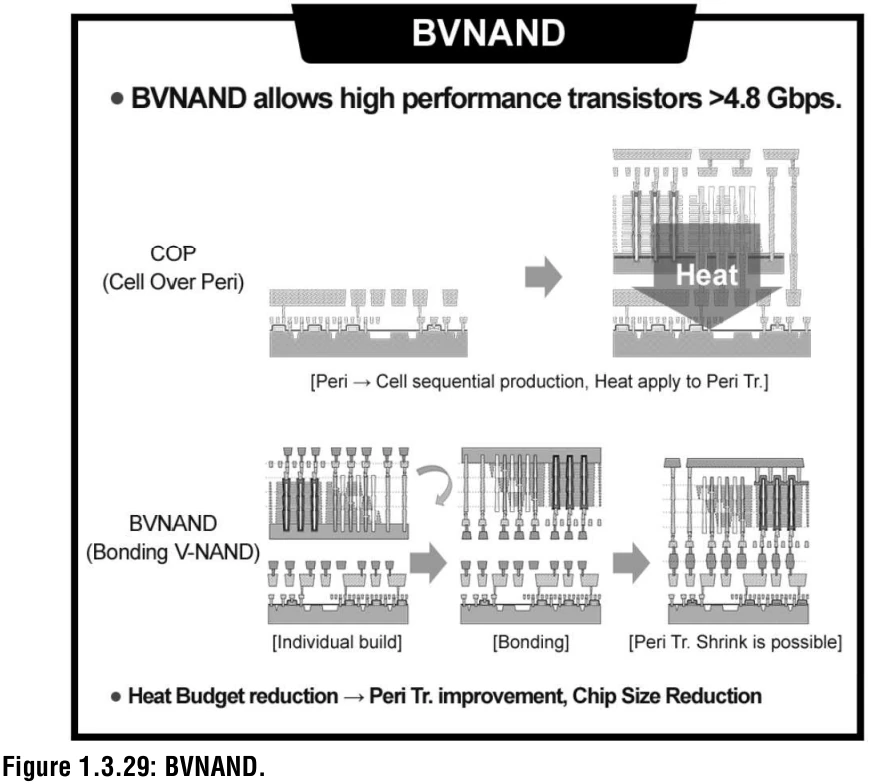 BVNAND
• BVNAND allows high performance transistors >4.8 Gbps.
COP
(Cell Over Peri)
Heat
[Peri → Cell sequential production, Heat apply to Peri Tr.]
BVNAND
(Bonding V-NAND)
[Individual build]
[Bonding]
[Peri Tr. Shrink is possible]
• Heat Budget reduction → Peri Tr. improvement, Chip Size Reduction
Figure 1.3.29: BVNAND.